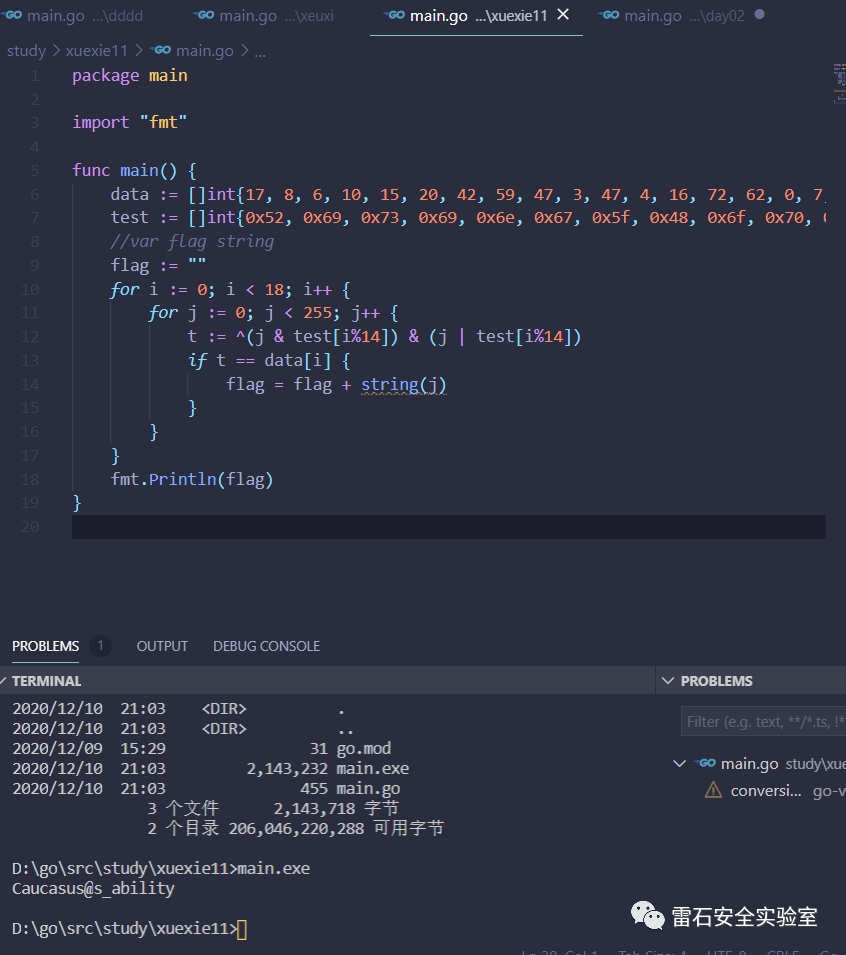 GO main.go ...\dddd GO main.go ...\xeuxi GO main.go ...\xuexie11 × GO main.go ...\day02 ●
study > xuexie11 > GO main.go > ...
1 package main
2
3 import "fmt"
4
5 func main() {
6 data := []int{17, 8, 6, 10, 15, 20, 42, 59, 47, 3, 47, 4, 16, 72, 62, 0, 7
7 test := []int{0x52, 0x69, 0x73, 0x69, 0x6e, 0x67, 0x5f, 0x48, 0x6f, 0x70,
8 //var flag string
9 flag := ""
10 for i := 0; i < 18; i++ {
11 for j := 0; j < 255; j++ {
12 t := ^(j & test[i%14]) & (j | test[i%14])
13 if t == data[i] {
14 flag = flag + string(j)
15 }
16 }
17 }
18 fmt.Println(flag)
19 }
20
PROBLEMS 1 OUTPUT DEBUG CONSOLE
TERMINAL
2020/12/10 21:03 <DIR> .
2020/12/10 21:03 <DIR> ..
2020/12/09 15:29 31 go.mod
2020/12/10 21:03 2,143,232 main.exe
2020/12/10 21:03 455 main.go
3 个文件 2,143,718 字节
2 个目录 206,046,220,288 可用字节
D:\go\src\study\xuexie11>main.exe
Caucasus@s_ability
D:\go\src\study\xuexie11>
PROBLEMS
Filter (e.g. text, **/*.ts, !*
GO main.go study\xue
conversi... go-v
雷石安全实验室